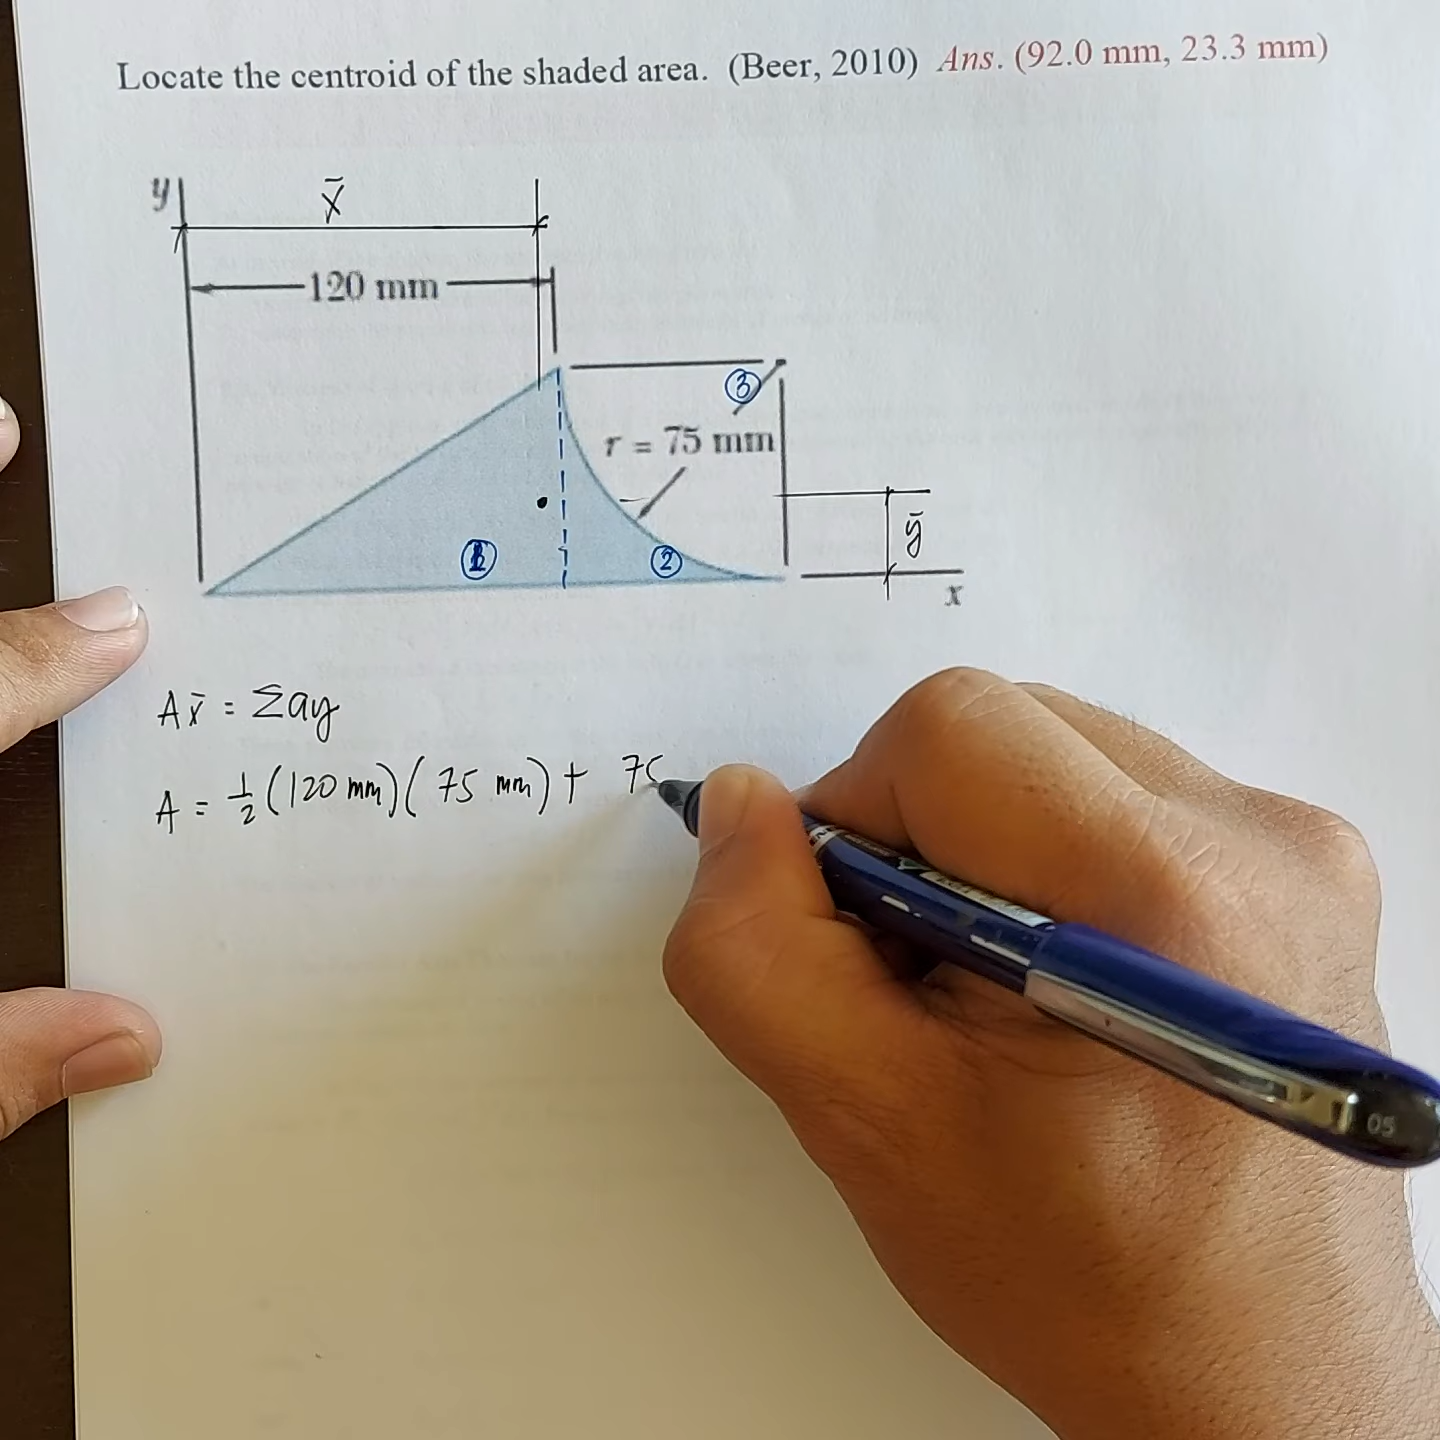 Locate the centroid of the shaded area. (Beer, 2010) Ans. (92.0 mm, 23.3 mm)
y
x̄
120 mm
③
r = 75 mm
ȳ
① ②
x
Ax̄ = Σay
A = ½(120 mm)(75 mm) + 75
05